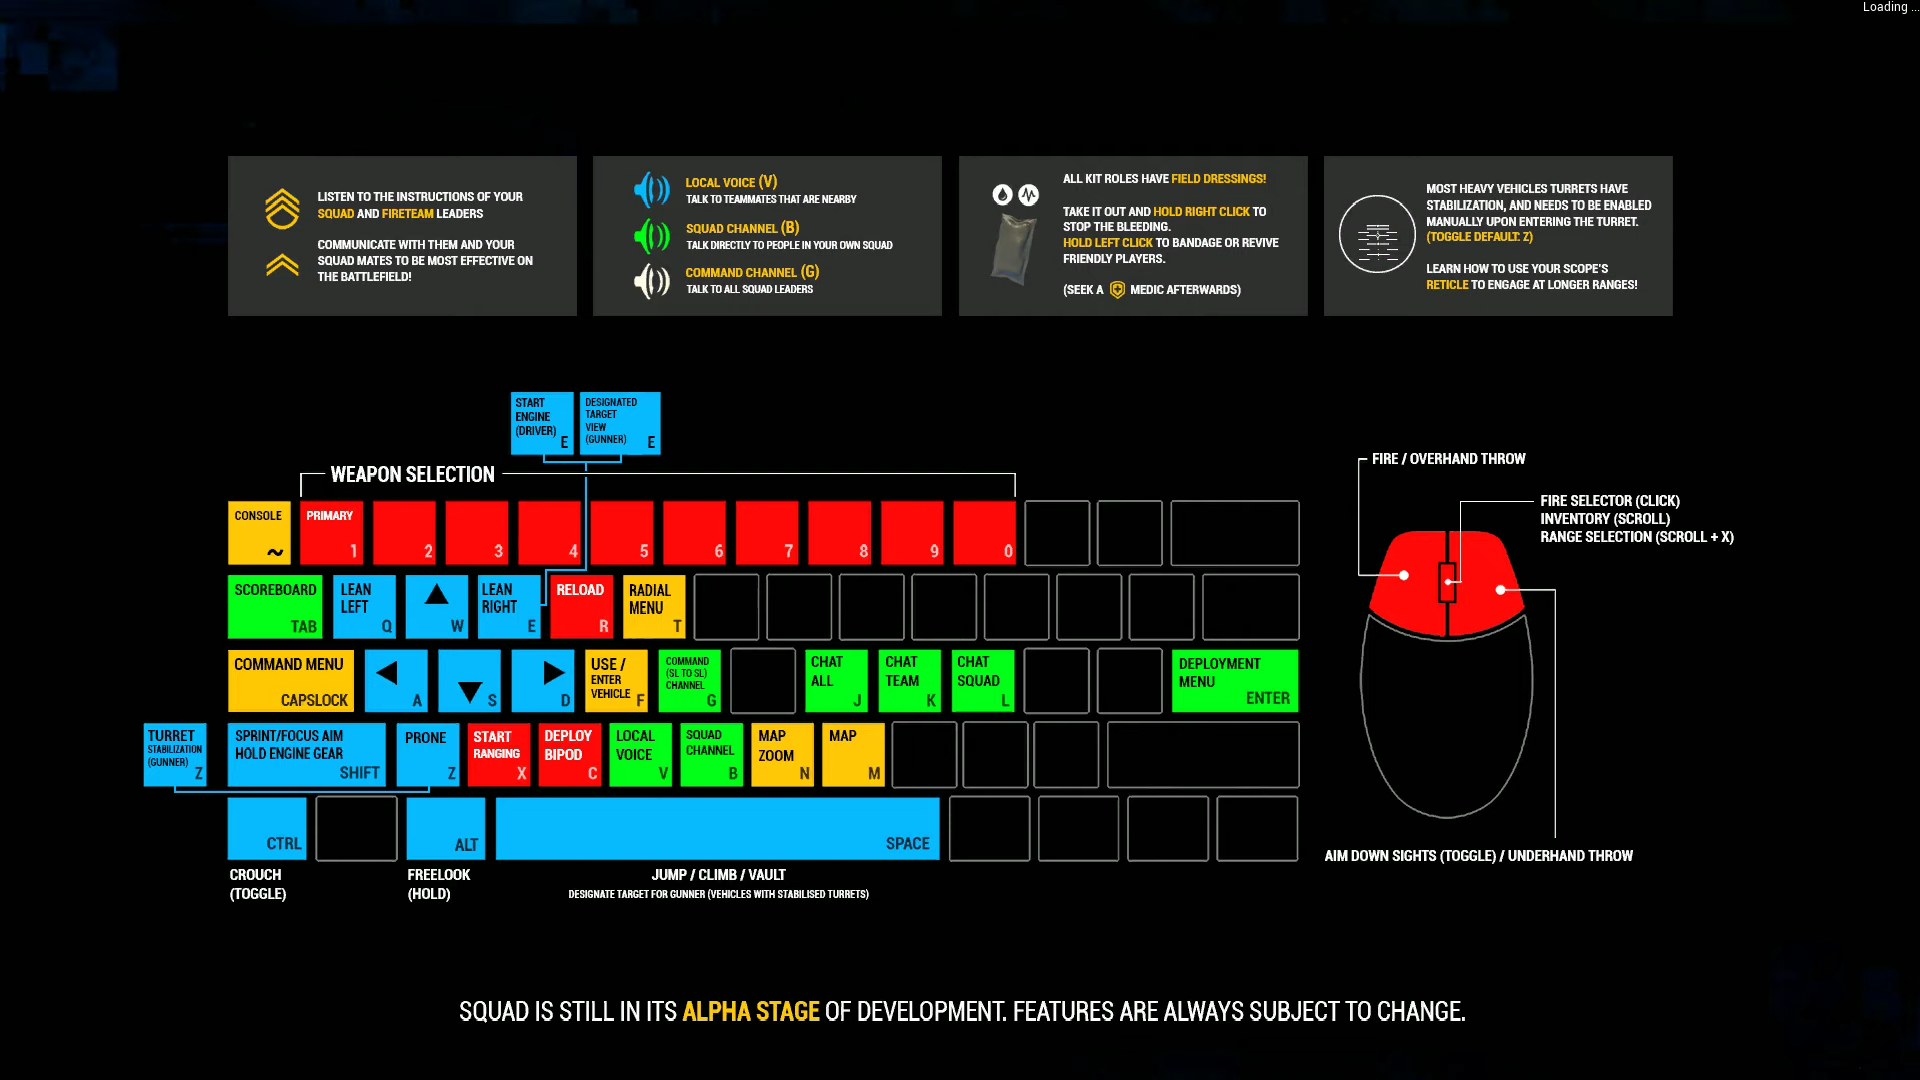 Loading ...
LISTEN TO THE INSTRUCTIONS OF YOUR
SQUAD AND FIRETEAM LEADERS
COMMUNICATE WITH THEM AND YOUR
SQUAD MATES TO BE MOST EFFECTIVE ON
THE BATTLEFIELD!
LOCAL VOICE (V)
TALK TO TEAMMATES THAT ARE NEARBY
SQUAD CHANNEL (B)
TALK DIRECTLY TO PEOPLE IN YOUR OWN SQUAD
COMMAND CHANNEL (G)
TALK TO ALL SQUAD LEADERS
ALL KIT ROLES HAVE FIELD DRESSINGS!
TAKE IT OUT AND HOLD RIGHT CLICK TO
STOP THE BLEEDING.
HOLD LEFT CLICK TO BANDAGE OR REVIVE
FRIENDLY PLAYERS.
(SEEK A MEDIC AFTERWARDS)
MOST HEAVY VEHICLES TURRETS HAVE
STABILIZATION, AND NEEDS TO BE ENABLED
MANUALLY UPON ENTERING THE TURRET.
(TOGGLE DEFAULT: Z)
LEARN HOW TO USE YOUR SCOPE'S
RETICLE TO ENGAGE AT LONGER RANGES!
START
ENGINE
(DRIVER) E
DESIGNATED
TARGET
VIEW
(GUNNER) E
WEAPON SELECTION
CONSOLE
~
PRIMARY
1
2
3
4
5
6
7
8
9
0
SCOREBOARD
TAB
LEAN
LEFT
Q
W
LEAN
RIGHT
E
RELOAD
R
RADIAL
MENU
T
COMMAND MENU
CAPSLOCK
A
S
D
USE /
ENTER
VEHICLE F
COMMAND
(SL TO SL)
CHANNEL
G
CHAT
ALL
J
CHAT
TEAM
K
CHAT
SQUAD
L
DEPLOYMENT
MENU
ENTER
TURRET
STABILIZATION
(GUNNER) Z
SPRINT/FOCUS AIM
HOLD ENGINE GEAR
SHIFT
PRONE
Z
START
RANGING
X
DEPLOY
BIPOD
C
LOCAL
VOICE
V
SQUAD
CHANNEL
B
MAP
ZOOM
N
MAP
M
CTRL
ALT
SPACE
CROUCH
(TOGGLE)
FREELOOK
(HOLD)
JUMP / CLIMB / VAULT
DESIGNATE TARGET FOR GUNNER (VEHICLES WITH STABILISED TURRETS)
FIRE / OVERHAND THROW
FIRE SELECTOR (CLICK)
INVENTORY (SCROLL)
RANGE SELECTION (SCROLL + X)
AIM DOWN SIGHTS (TOGGLE) / UNDERHAND THROW
SQUAD IS STILL IN ITS ALPHA STAGE OF DEVELOPMENT. FEATURES ARE ALWAYS SUBJECT TO CHANGE.